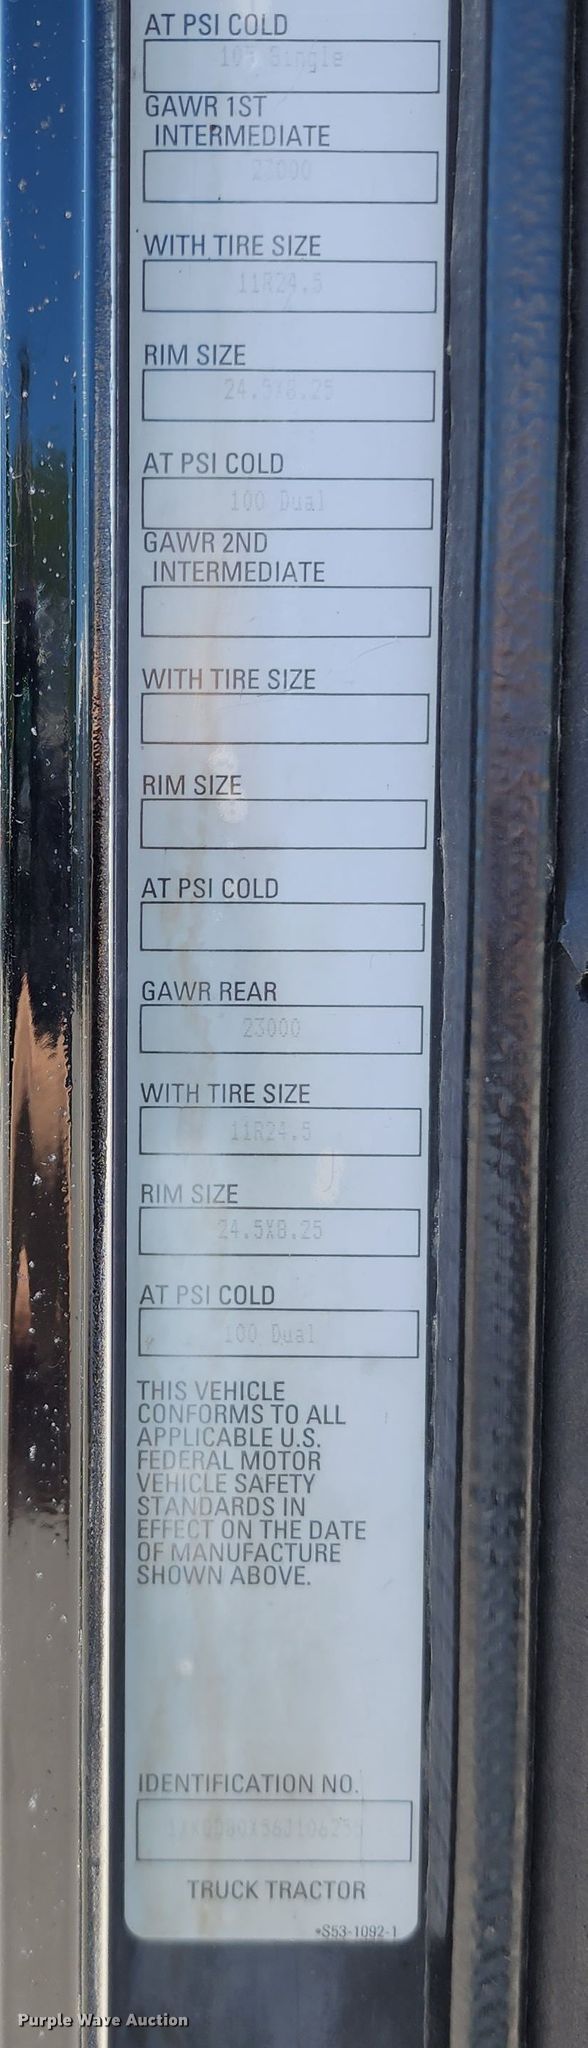 AT PSI COLD
Single
GAWR 1ST
INTERMEDIATE
23000
WITH TIRE SIZE
11R24.5
RIM SIZE
24.5X8.25
AT PSI COLD
100 Dual
GAWR 2ND
INTERMEDIATE
WITH TIRE SIZE
RIM SIZE
AT PSI COLD
GAWR REAR
23000
WITH TIRE SIZE
11R24.5
RIM SIZE
24.5X8.25
AT PSI COLD
100 Dual
THIS VEHICLE
CONFORMS TO ALL
APPLICABLE U.S.
FEDERAL MOTOR
VEHICLE SAFETY
STANDARDS IN
EFFECT ON THE DATE
OF MANUFACTURE
SHOWN ABOVE.
IDENTIFICATION NO.
TRUCK TRACTOR
*S53-1092-1
Purple Wave Auction